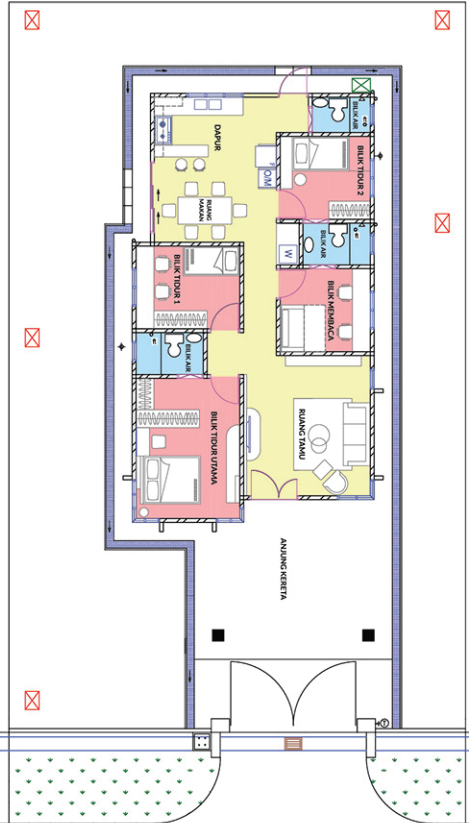 BILIK AIR
DAPUR
BILIK TIDUR 2
F
O/M
RUANG
MAKAN
BILIK AIR
W
BILIK TIDUR 1
BILIK MEMBACA
BILIK AIR
RUANG TAMU
BILIK TIDUR UTAMA
ANJUNG KERETA
T